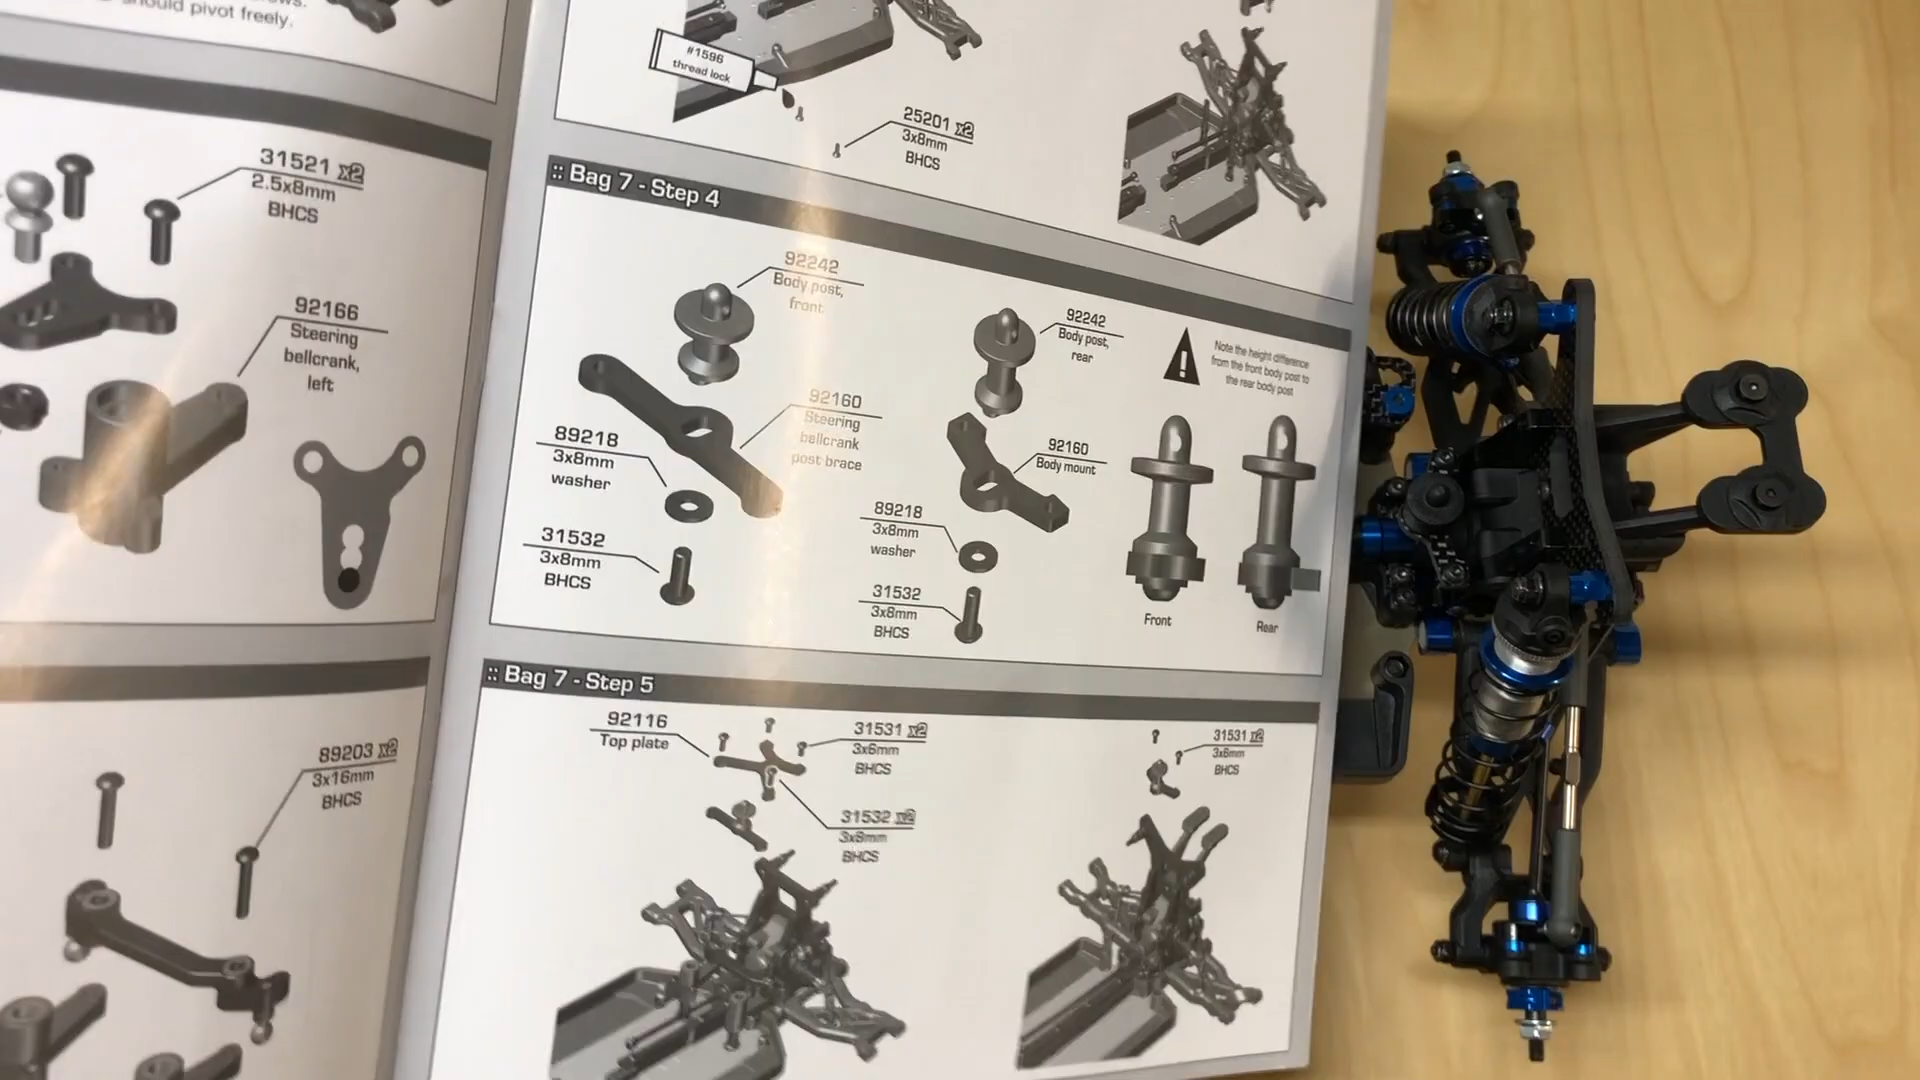 ows.
should pivot freely.
31521 x2
2.5x8mm
BHCS
92166
Steering
bellcrank,
left
89203 x2
3x16mm
BHCS
#1596
thread lock
25201 x2
3x8mm
BHCS
:: Bag 7 - Step 4
92242
Body post,
front
92160
Steering
bellcrank
post brace
89218
3x8mm
washer
31532
3x8mm
BHCS
92242
Body post,
rear
92160
Body mount
89218
3x8mm
washer
31532
3x8mm
BHCS
Note the height difference
from the front body post to
the rear body post
Front
Rear
:: Bag 7 - Step 5
92116
Top plate
31531 x2
3x6mm
BHCS
31532
3x8mm
BHCS
31531 x2
3x6mm
BHCS